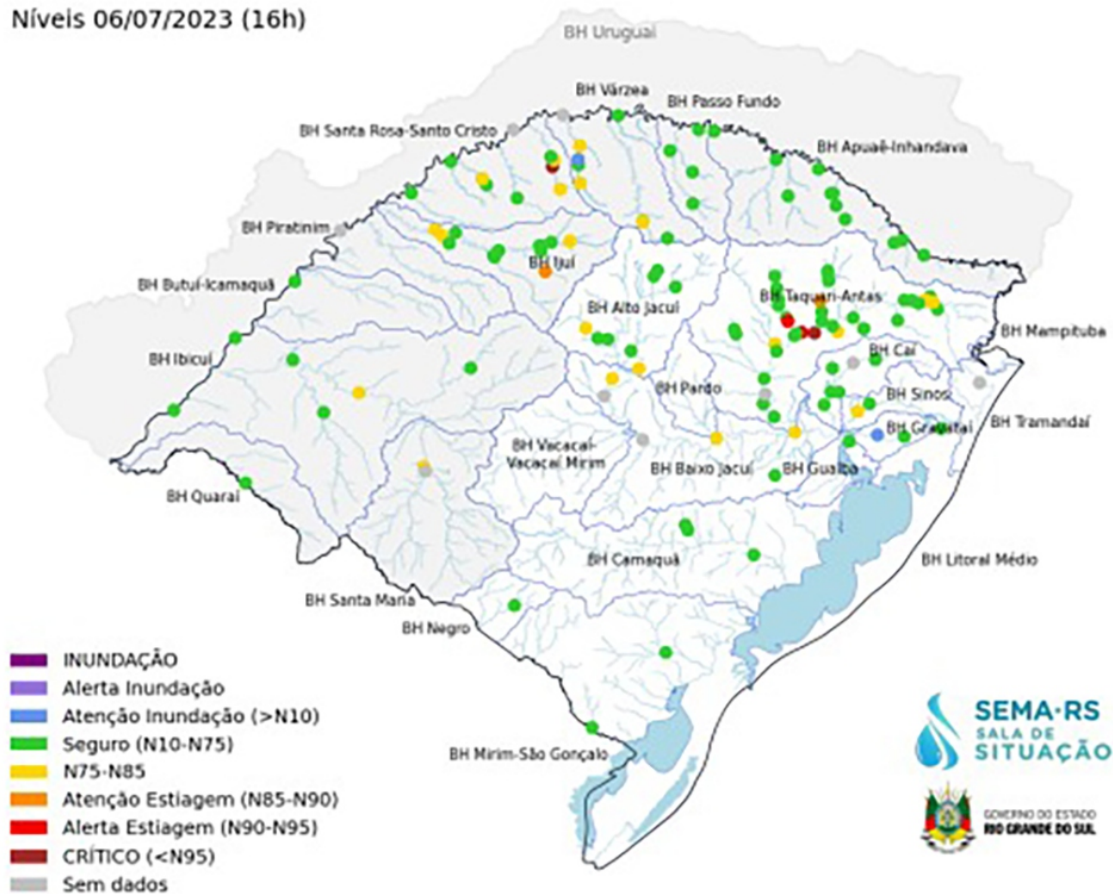 Níveis 06/07/2023 (16h)
BH Uruguai
BH Várzea
BH Passo Fundo
BH Santa Rosa-Santo Cristo
BH Apuaê-Inhandava
BH Piratinim
BH Ijuí
BH Butuí-Icamaquã
BH Alto Jacuí
BH Taquari-Antas
BH Mampituba
BH Ibicuí
BH Caí
BH Pardo
BH Sinos
BH Tramandaí
BH Gravataí
BH Vacacaí-
Vacacaí Mirim
BH Baixo Jacuí
BH Guaíba
BH Quaraí
BH Camaquã
BH Litoral Médio
BH Santa Maria
BH Negro
BH Mirim-São Gonçalo
INUNDAÇÃO
Alerta Inundação
Atenção Inundação (>N10)
Seguro (N10-N75)
N75-N85
Atenção Estiagem (N85-N90)
Alerta Estiagem (N90-N95)
CRÍTICO (<N95)
Sem dados
SEMA·RS
SALA DE
SITUAÇÃO
GOVERNO DO ESTADO
RIO GRANDE DO SUL